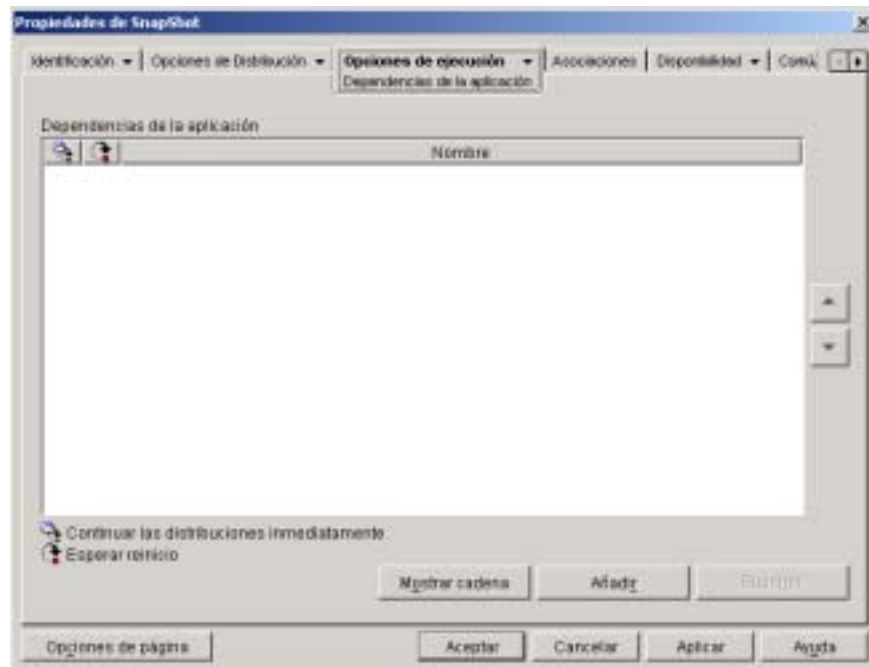 Propiedades de SnapShot
Identificación
Opciones de Distribución
Opciones de ejecución
Asociaciones
Disponibilidad
Comú
Dependencias de la aplicación
Dependencias de la aplicación
Nombre
Continuar las distribuciones inmediatamente
Esperar reinicio
Mostrar cadena
Añadir
Opciones de página
Aceptar
Cancelar
Aplicar
Ayuda